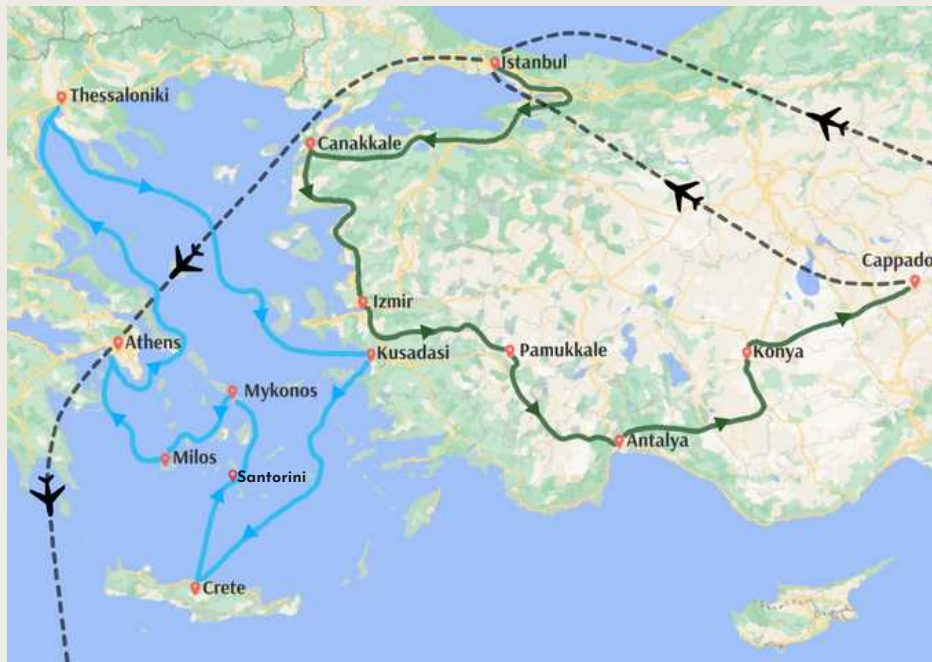 Istanbul
Thessaloniki
Canakkale
Cappado
Izmir
Athens
Kusadasi
Pamukkale
Konya
Mykonos
Antalya
Milos
Santorini
Crete